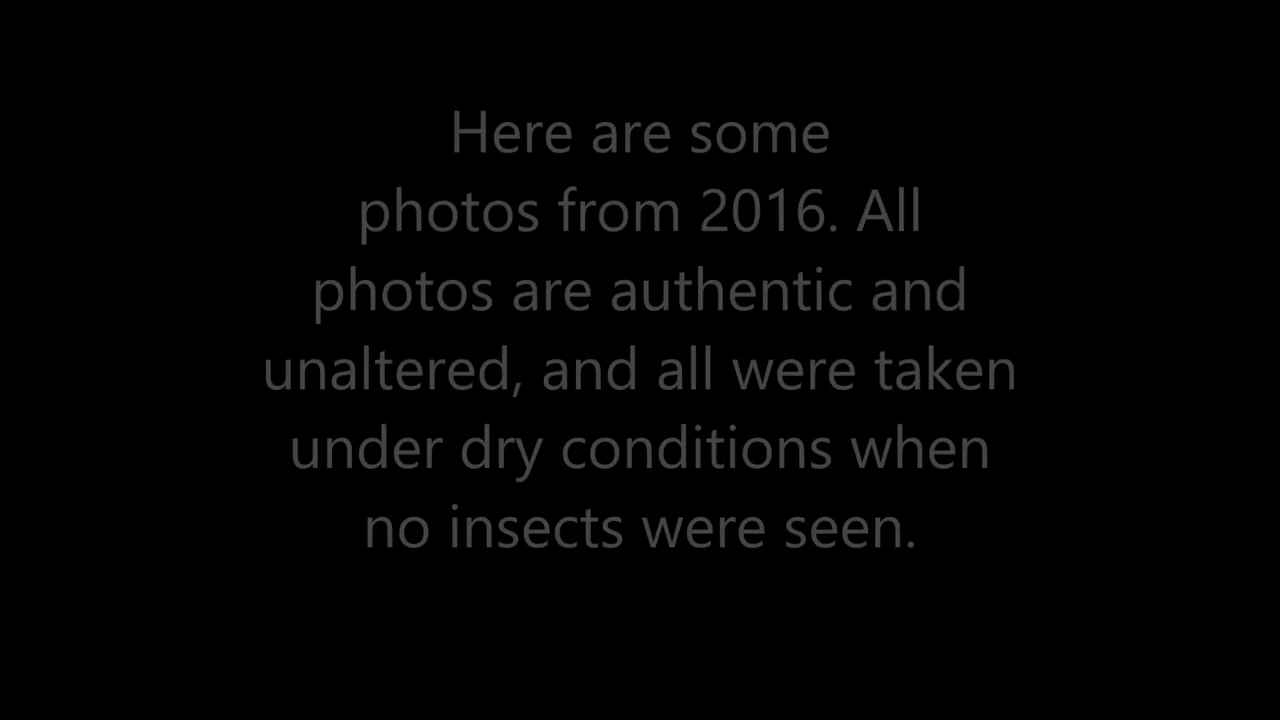 Here are some
photos from 2016. All
photos are authentic and
unaltered, and all were taken
under dry conditions when
no insects were seen.